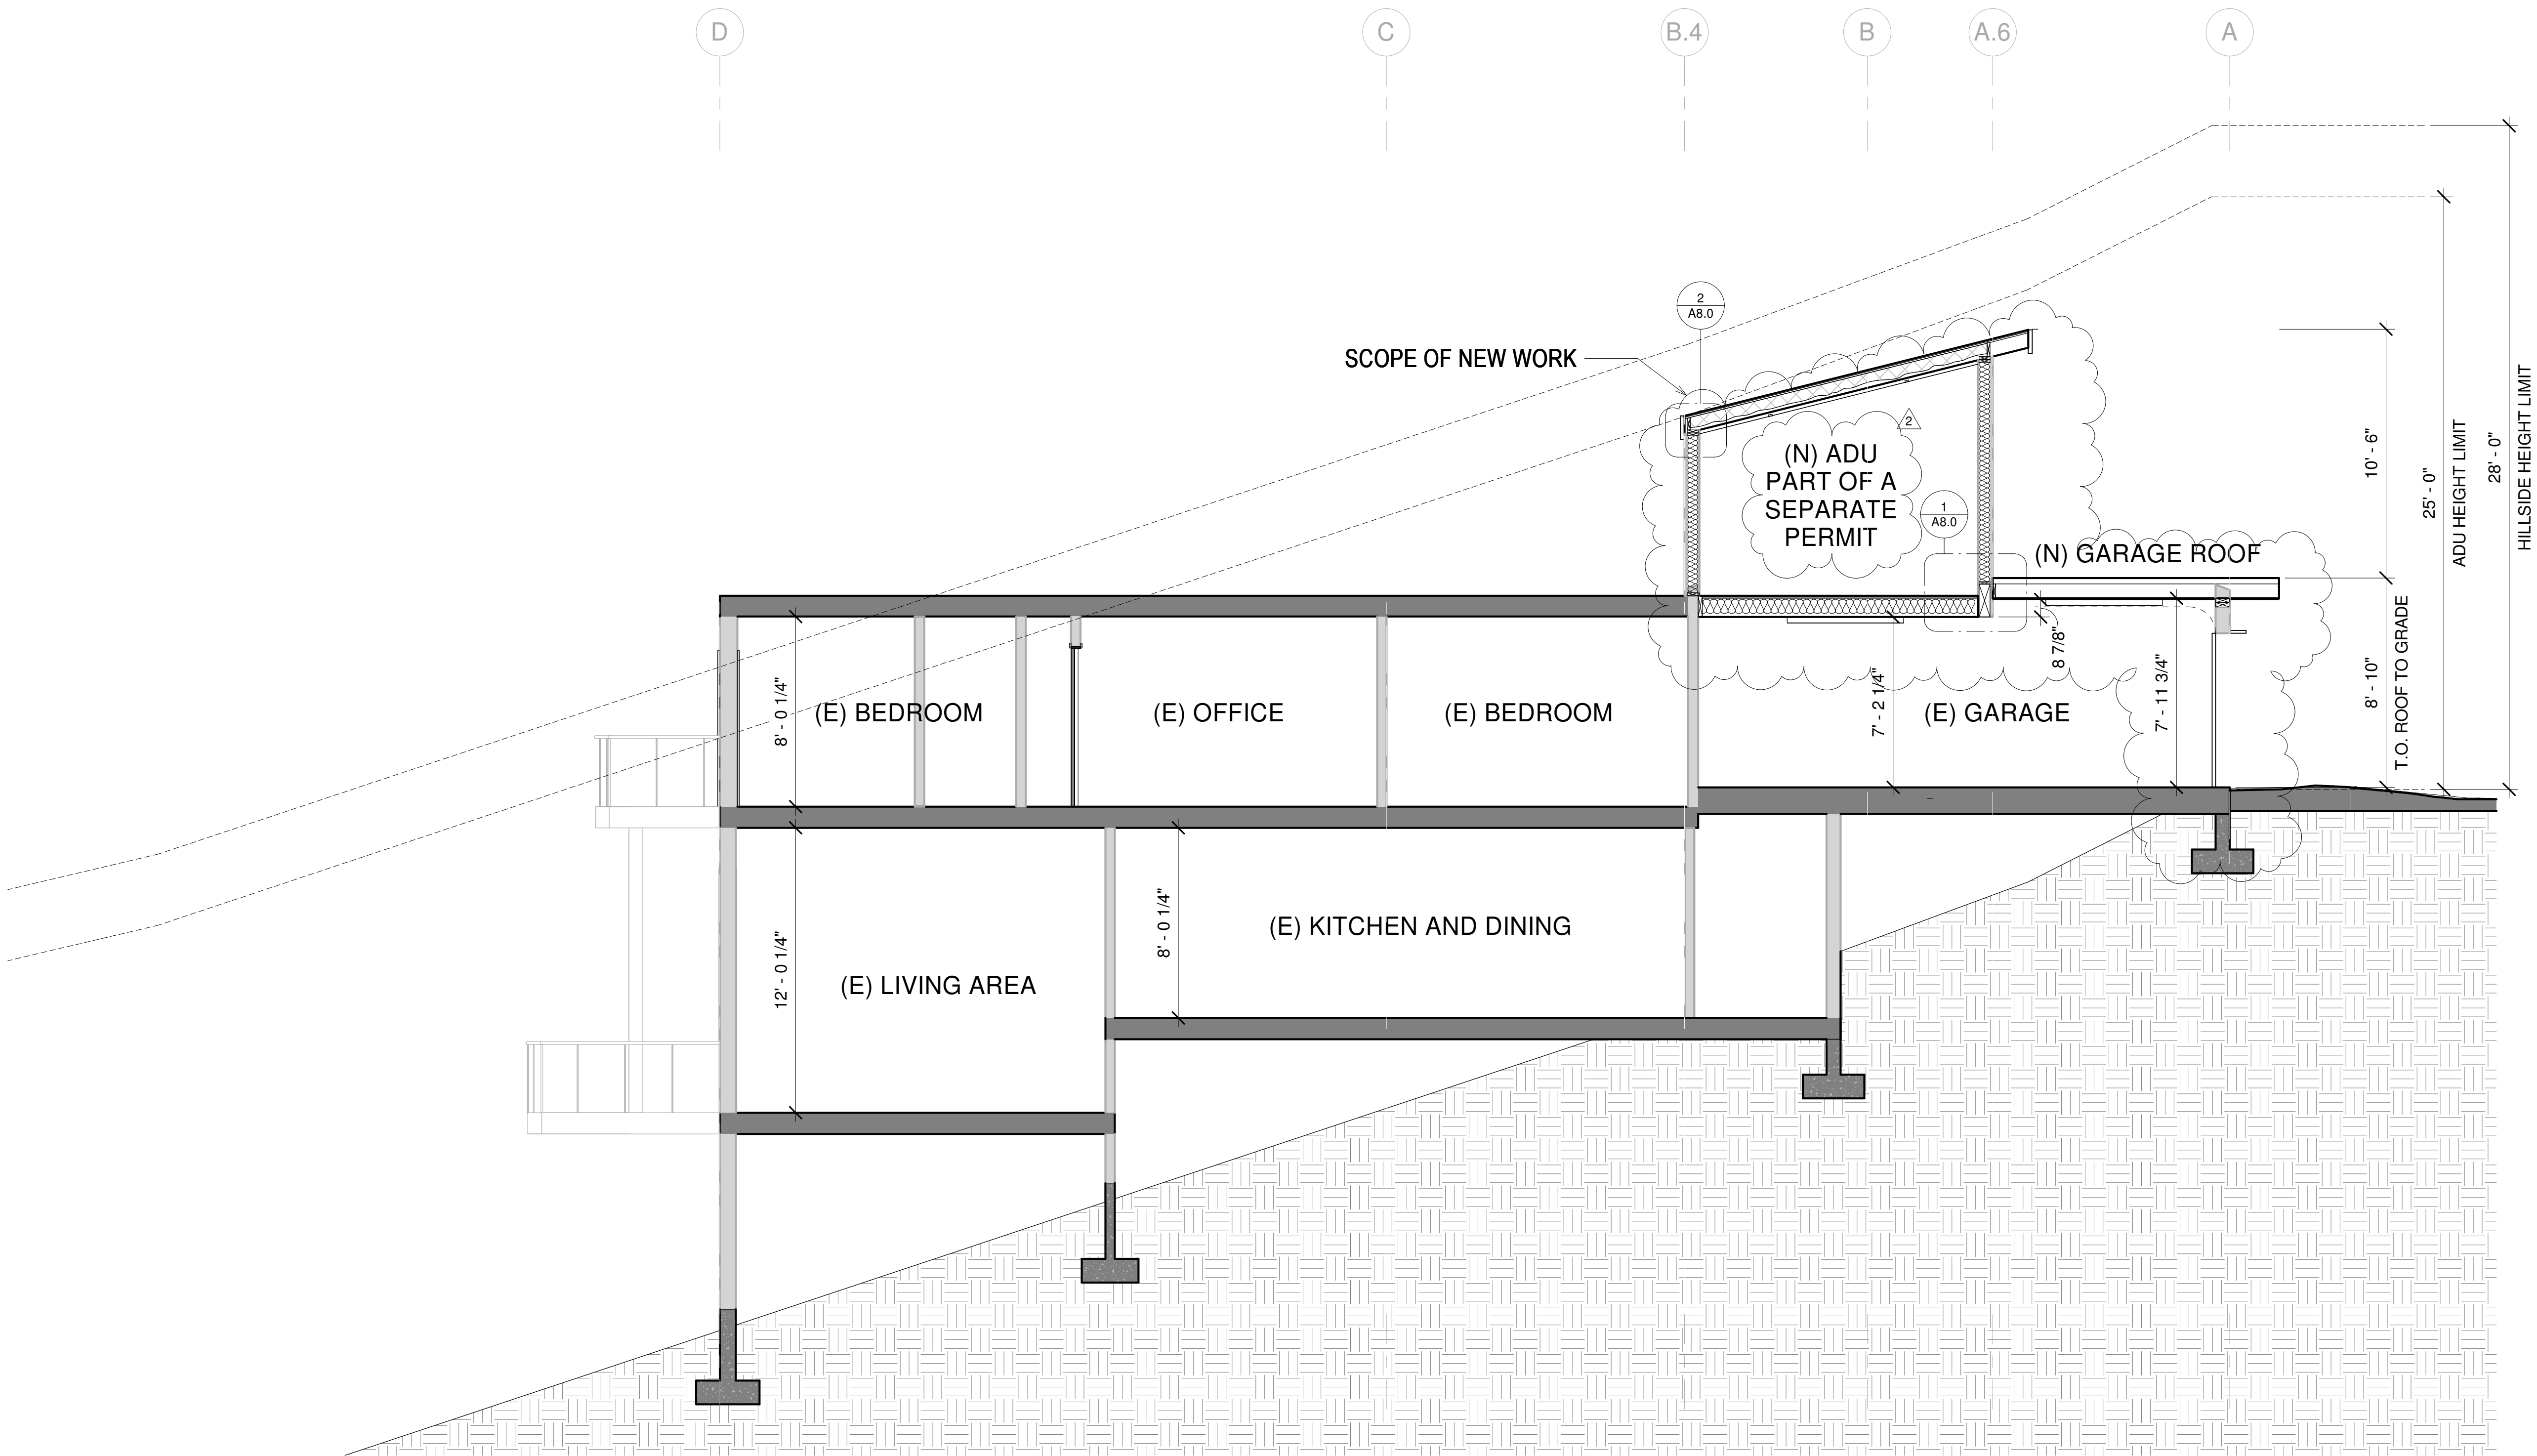 D
C
B.4
B
A.6
A
2
A8.0
SCOPE OF NEW WORK
2
(N) ADU
PART OF A
SEPARATE
PERMIT
1
A8.0
(N) GARAGE ROOF
10' - 6"
25' - 0"
ADU HEIGHT LIMIT
28' - 0"
HILLSIDE HEIGHT LIMIT
8' - 10"
T.O. ROOF TO GRADE
8' - 0 1/4"
(E) BEDROOM
(E) OFFICE
(E) BEDROOM
7' - 2 1/4"
(E) GARAGE
8 7/8"
7' - 11 3/4"
12' - 0 1/4"
(E) LIVING AREA
8' - 0 1/4"
(E) KITCHEN AND DINING